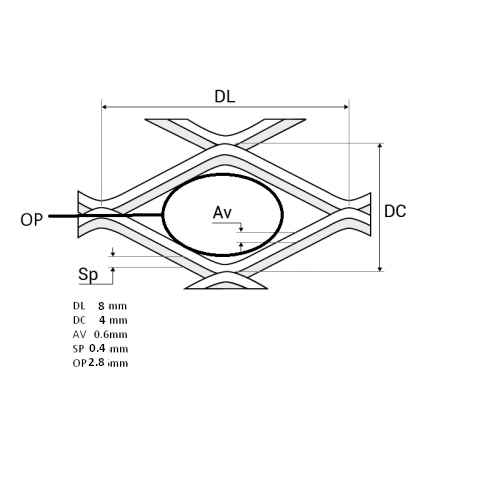 DL
DC
OP
Av
Sp
DL 8 mm
DC 4 mm
AV 0.6mm
SP 0.4 mm
OP 2.8 mm